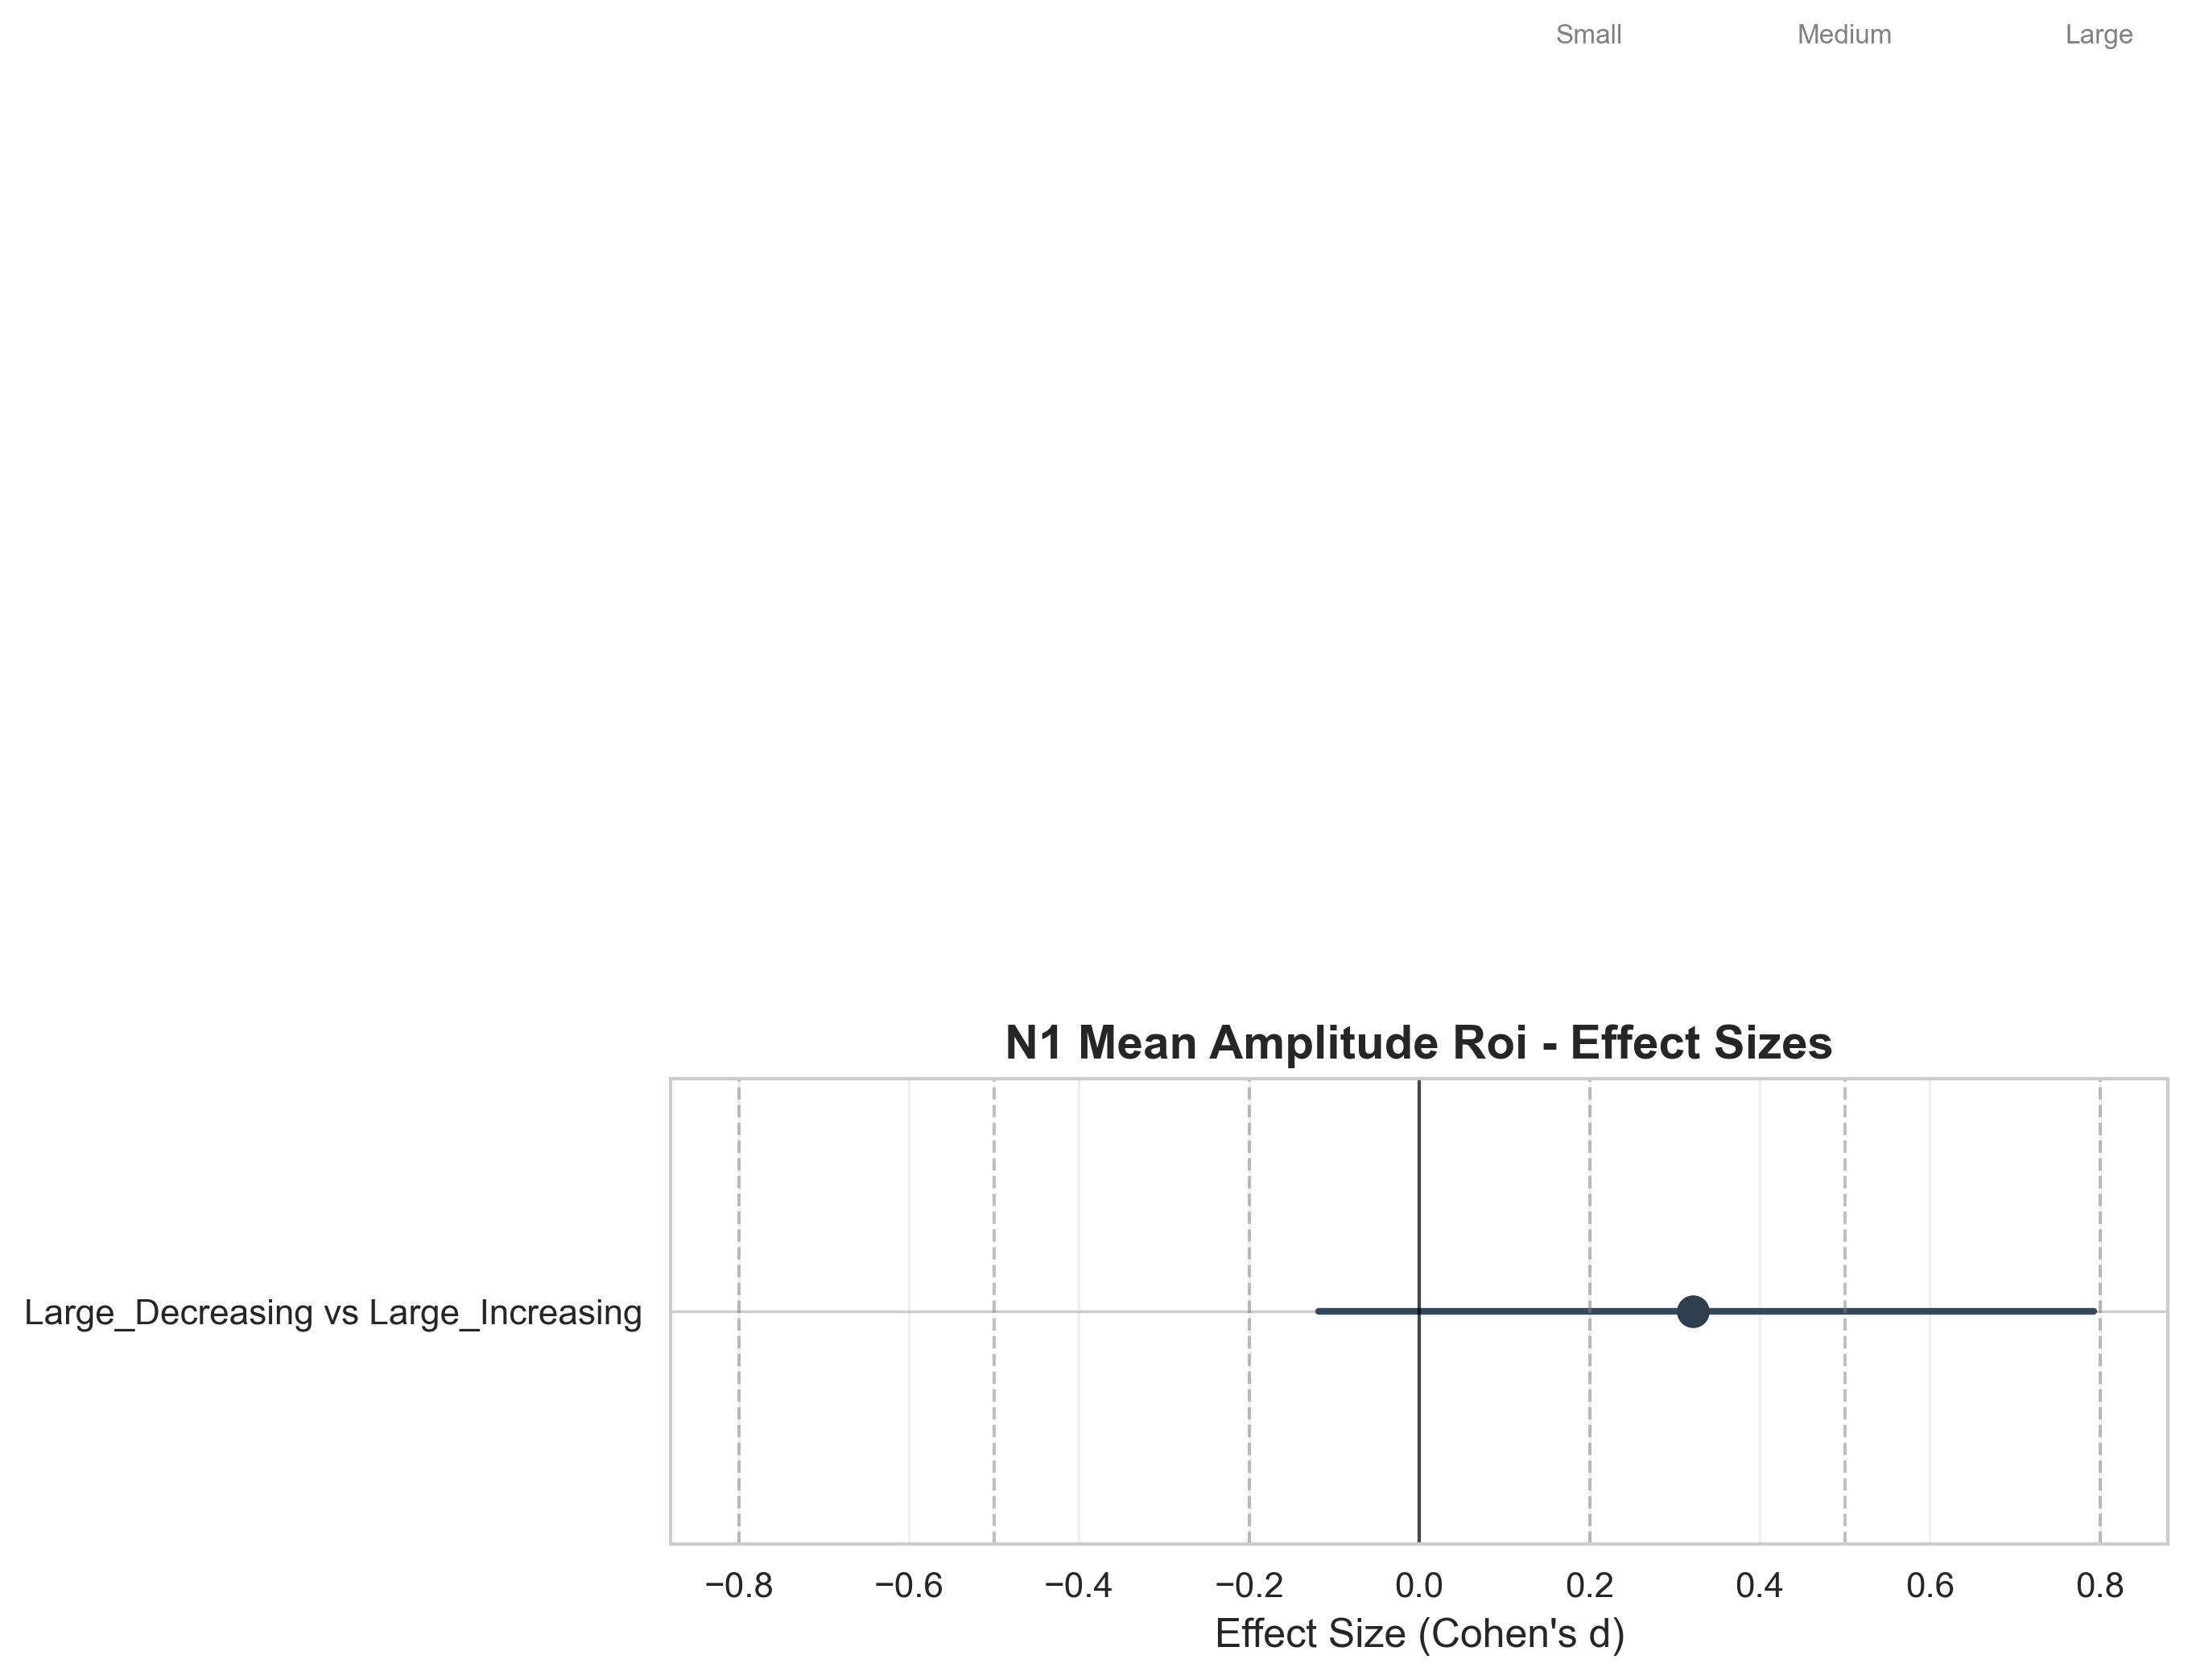 Small Medium Large
N1 Mean Amplitude Roi - Effect Sizes
Large_Decreasing vs Large_Increasing
−0.8 −0.6 −0.4 −0.2 0.0 0.2 0.4 0.6 0.8
Effect Size (Cohen's d)